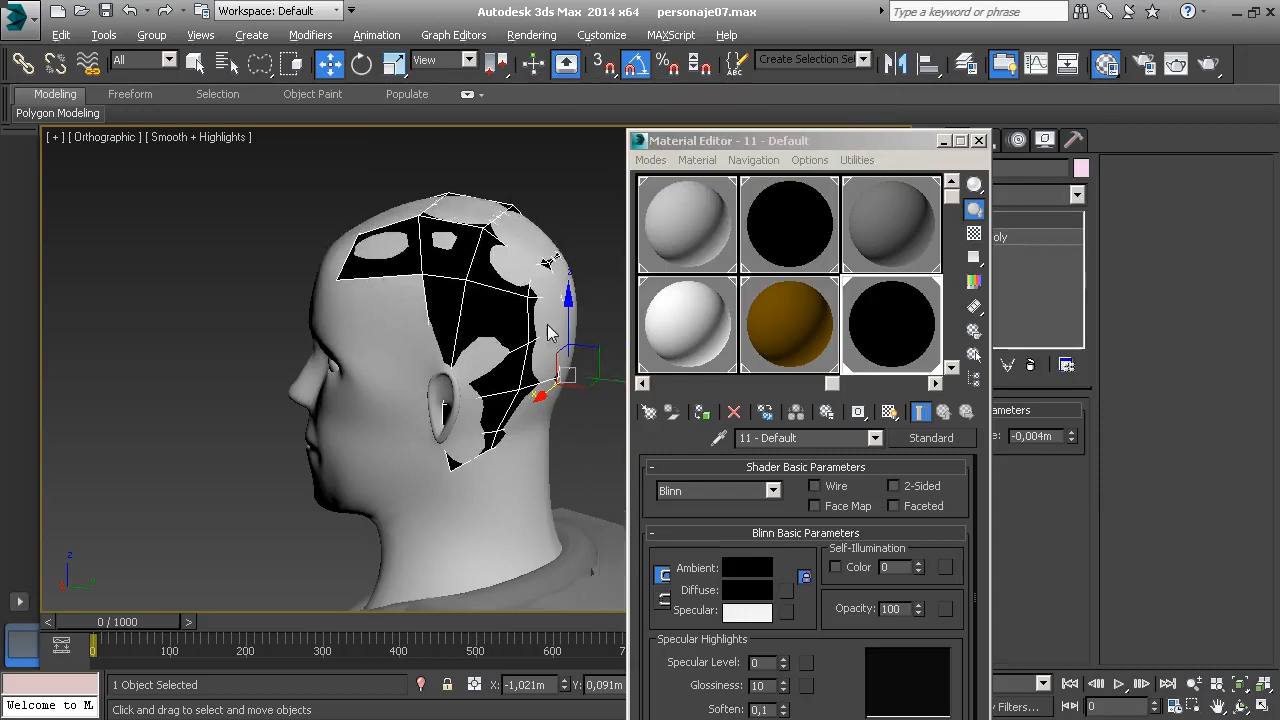 Workspace: Default
Autodesk 3ds Max 2014 x64 personaje07.max
Type a keyword or phrase
Edit Tools Group Views Create Modifiers Animation Graph Editors Rendering Customize MAXScript Help
All View 3 Create Selection Se
Modeling Freeform Selection Object Paint Populate
Polygon Modeling
[ + ] [ Orthographic ] [ Smooth + Highlights ]
Material Editor - 11 - Default
Modes Material Navigation Options Utilities
oly
11 - Default Standard
Shader Basic Parameters
Blinn Wire 2-Sided
Face Map Faceted
Blinn Basic Parameters
Self-Illumination
Ambient: Color 0
Diffuse:
Specular: Opacity: 100
Specular Highlights
Specular Level: 0
Glossiness: 10
Soften: 0,1
rameters
e: -0,004m
z
0 / 1000
0 100 200 300 400 500 600
1 Object Selected X: -1,021m Y: 0,091m
Welcome to M. Click and drag to select and move objects
Filters...
0